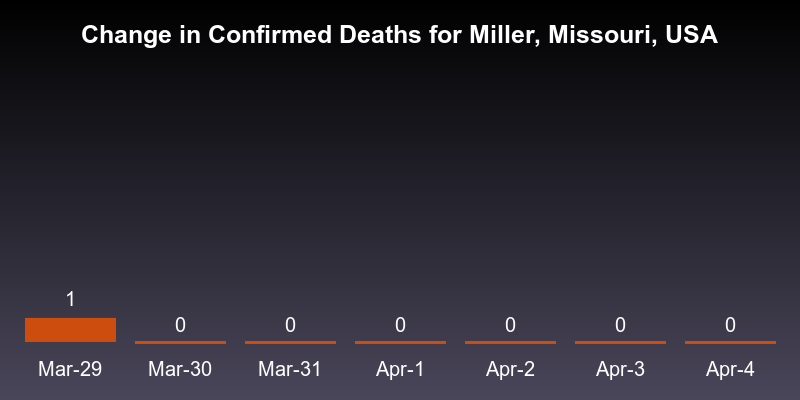 Change in Confirmed Deaths for Miller, Missouri, USA
1
0 0 0 0 0 0
Mar-29 Mar-30 Mar-31 Apr-1 Apr-2 Apr-3 Apr-4